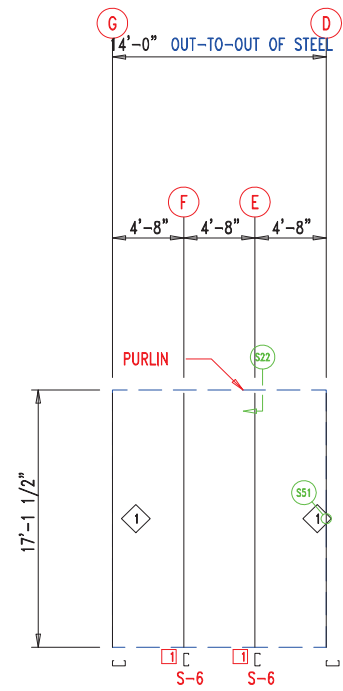 G D
14'-0" OUT-TO-OUT OF STEEL
F E
4'-8" 4'-8" 4'-8"
PURLIN
S22
17'-1 1/2"
S51
1 1
1 1
S-6 S-6